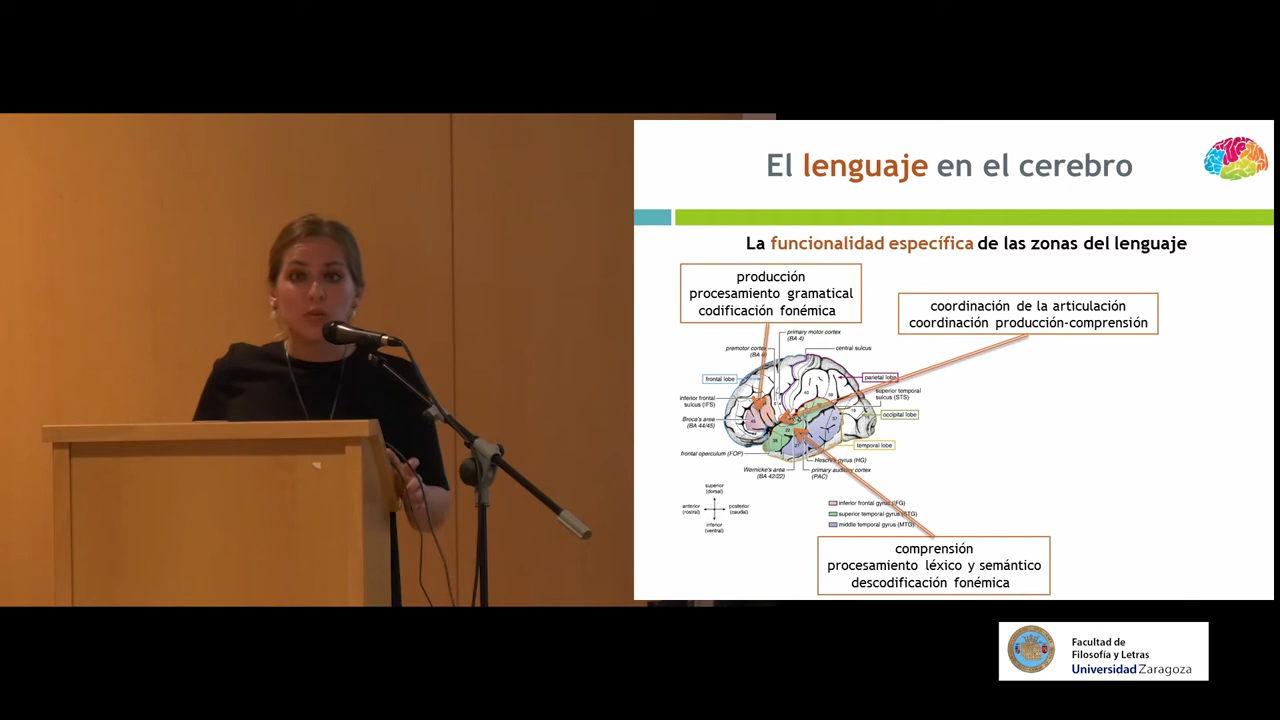 El lenguaje en el cerebro
La funcionalidad específica de las zonas del lenguaje
producción
procesamiento gramatical
codificación fonémica
coordinación de la articulación
coordinación producción-comprensión
primary motor cortex
(BA 4)
premotor cortex
(BA 6)
central sulcus
frontal lobe
parietal lobe
inferior frontal
sulcus (IFS)
superior temporal
sulcus (STS)
Broca's area
(BA 44/45)
occipital lobe
temporal lobe
frontal operculum (FOP)
Heschl's gyrus (HG)
Wernicke's area
(BA 42/22)
primary auditory cortex
(PAC)
superior
(dorsal)
anterior
(rostral)
posterior
(caudal)
inferior
(ventral)
inferior frontal gyrus (IFG)
superior temporal gyrus (STG)
middle temporal gyrus (MTG)
comprensión
procesamiento léxico y semántico
descodificación fonémica
Facultad de
Filosofía y Letras
Universidad Zaragoza